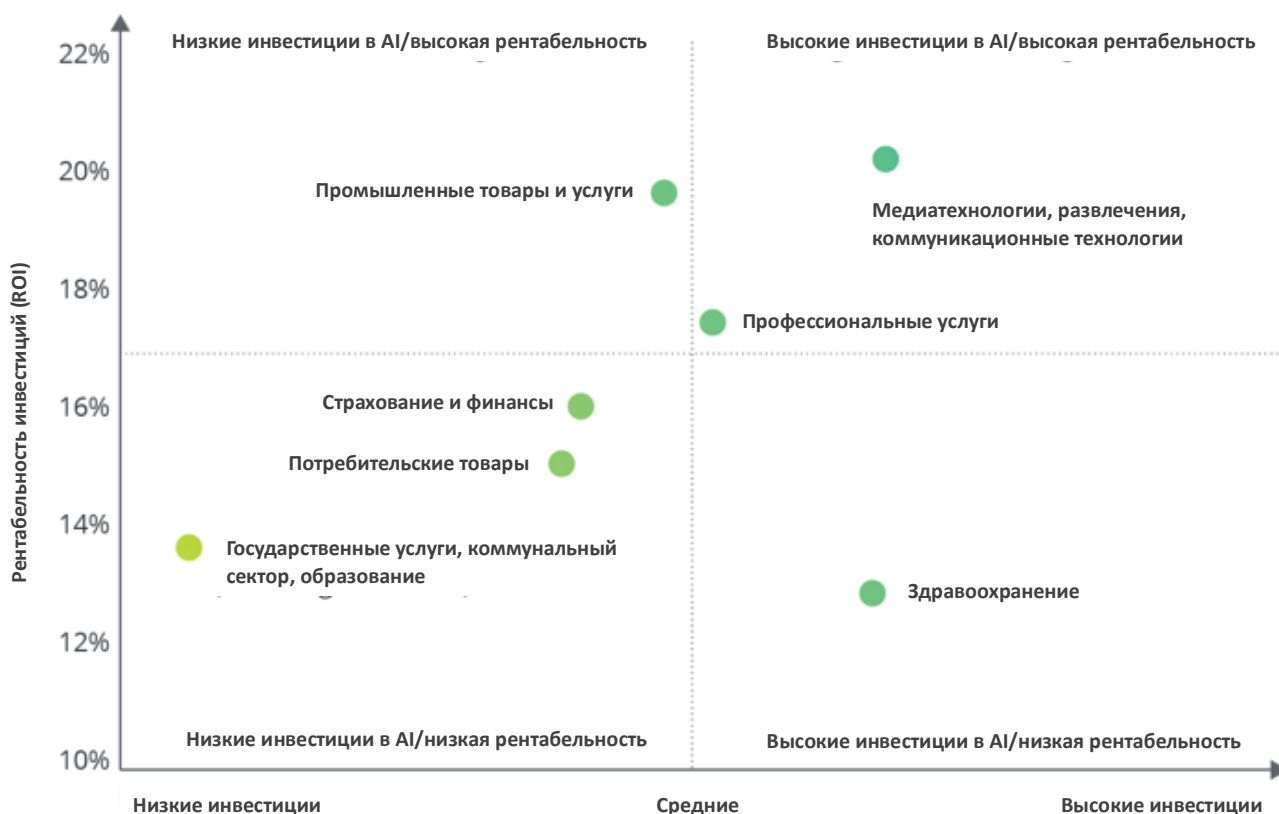 Низкие инвестиции в AI/высокая рентабельность
Высокие инвестиции в AI/высокая рентабельность
22%
20%
Промышленные товары и услуги
Медиатехнологии, развлечения,
коммуникационные технологии
18%
Профессиональные услуги
Рентабельность инвестиций (ROI)
16%
Страхование и финансы
Потребительские товары
14%
Государственные услуги, коммунальный
сектор, образование
Здравоохранение
12%
Низкие инвестиции в AI/низкая рентабельность
Высокие инвестиции в AI/низкая рентабельность
10%
Низкие инвестиции
Средние
Высокие инвестиции